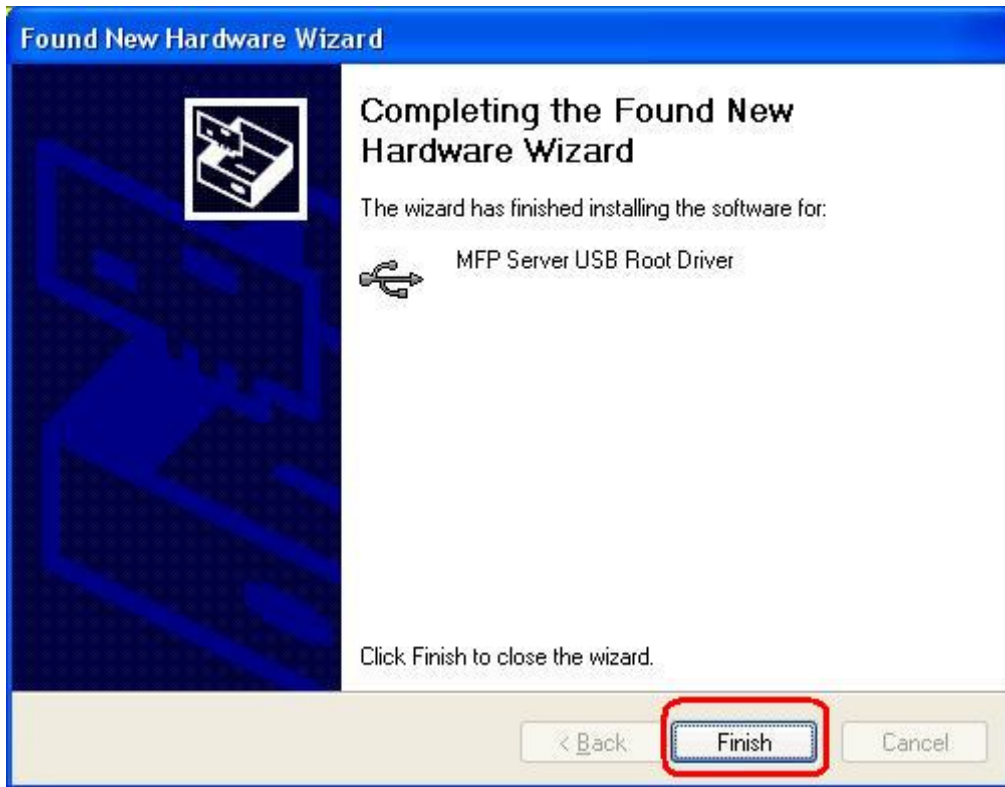 Found New Hardware Wizard
Completing the Found New
Hardware Wizard
The wizard has finished installing the software for:
MFP Server USB Root Driver
Click Finish to close the wizard.
< Back
Finish
Cancel